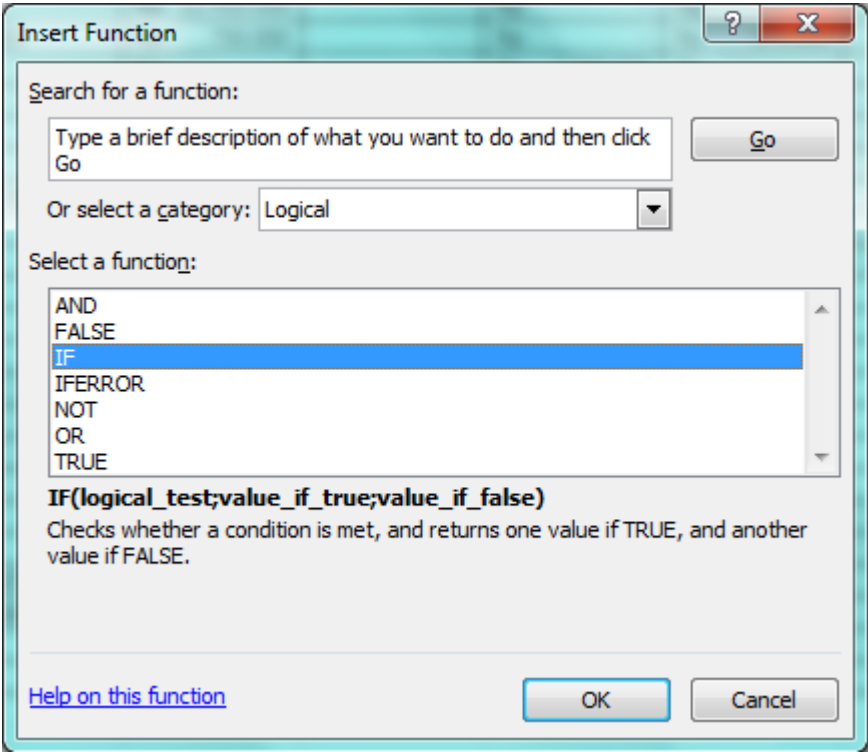 Insert Function
Search for a function:
Type a brief description of what you want to do and then click
Go
Go
Or select a category: Logical
Select a function:
AND
FALSE
IF
IFERROR
NOT
OR
TRUE
IF(logical_test;value_if_true;value_if_false)
Checks whether a condition is met, and returns one value if TRUE, and another
value if FALSE.
Help on this function
OK
Cancel